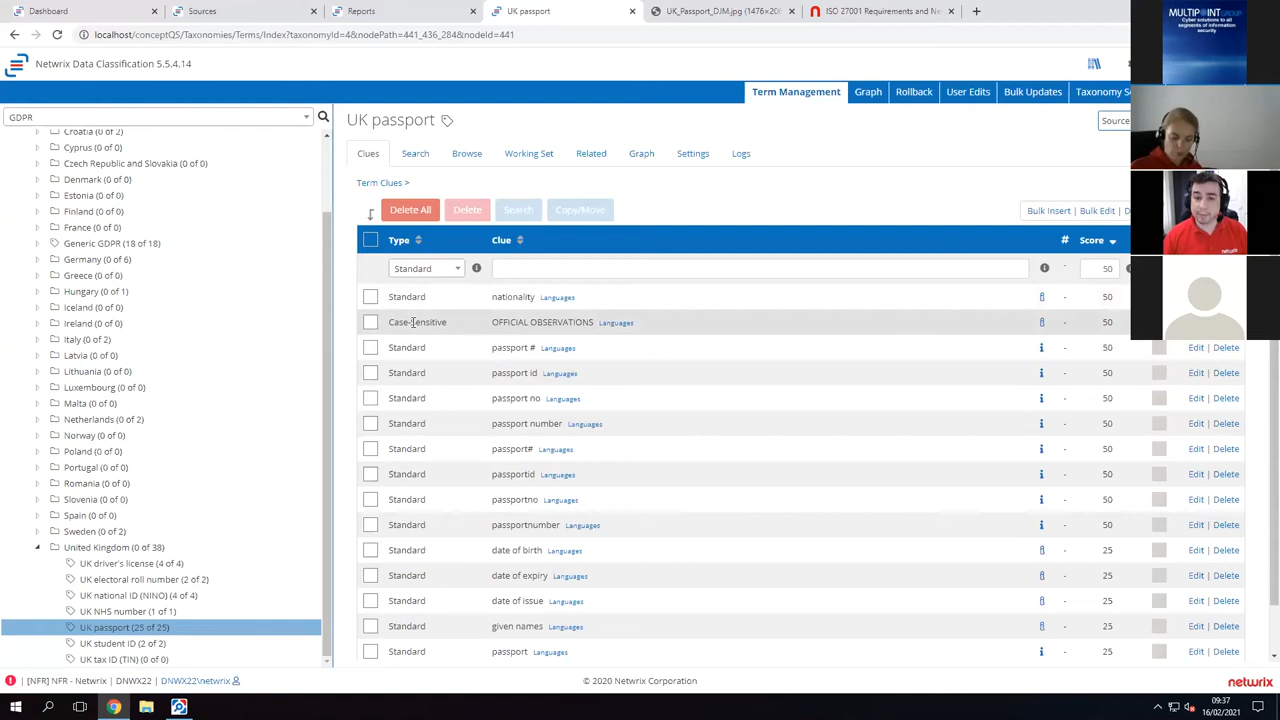 Dashboard
Sources
Reports
UK passport
UK_Passport_DJM.jpg (1476×20
ISO 27001 Requirements and Ne
localhost/conceptQS/Taxonomies/Terms/Index?taxonomyId=4&nodePath=441_436_284&node=441
Netwrix Data Classification 5.5.4.14
MULTIPOINT GROUP
Cyber solutions to all
segments of information
security
Term Management
Graph
Rollback
User Edits
Bulk Updates
Taxonomy Se
GDPR
Croatia (0 of 2)
Cyprus (0 of 0)
Czech Republic and Slovakia (0 of 0)
Denmark (0 of 0)
Estonia (0 of 0)
Finland (0 of 0)
France (0 of 0)
Generic GDPR (18 of 18)
Germany (6 of 6)
Greece (0 of 0)
Hungary (0 of 1)
Iceland (0 of 0)
Ireland (0 of 0)
Italy (0 of 2)
Latvia (0 of 0)
Lithuania (0 of 0)
Luxembourg (0 of 0)
Malta (0 of 0)
Netherlands (0 of 2)
Norway (0 of 0)
Poland (0 of 0)
Portugal (0 of 0)
Romania (0 of 0)
Slovenia (0 of 0)
Spain (0 of 0)
Sweden (0 of 2)
United Kingdom (0 of 38)
UK driver's license (4 of 4)
UK electoral roll number (2 of 2)
UK national ID (NINO) (4 of 4)
UK NHS number (1 of 1)
UK passport (25 of 25)
UK student ID (2 of 2)
UK tax ID (TIN) (0 of 0)
UK passport
Source
Clues
Search
Browse
Working Set
Related
Graph
Settings
Logs
Term Clues >
Delete All
Delete
Search
Copy/Move
Bulk Insert | Bulk Edit | D
Type
Clue
#
Score
Standard
-
50
Standard nationality Languages - 50
Case-Sensitive OFFICIAL OBSERVATIONS Languages - 50
Standard passport # Languages - 50 Edit | Delete
Standard passport id Languages - 50 Edit | Delete
Standard passport no Languages - 50 Edit | Delete
Standard passport number Languages - 50 Edit | Delete
Standard passport# Languages - 50 Edit | Delete
Standard passportid Languages - 50 Edit | Delete
Standard passportno Languages - 50 Edit | Delete
Standard passportnumber Languages - 50 Edit | Delete
Standard date of birth Languages - 25 Edit | Delete
Standard date of expiry Languages - 25 Edit | Delete
Standard date of issue Languages - 25 Edit | Delete
Standard given names Languages - 25 Edit | Delete
Standard passport Languages - 25 Edit | Delete
[NFR] NFR - Netwrix | DNWX22 | DNWX22\netwrix
© 2020 Netwrix Corporation
netwrix
09:37
16/02/2021